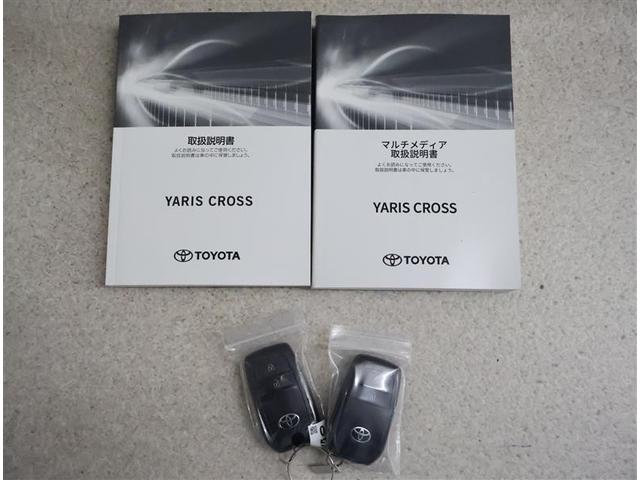 取扱説明書
よくお読みになってご使用ください。
取扱説明書は車の中に保管しましょう。
YARIS CROSS
TOYOTA
マルチメディア
取扱説明書
よくお読みになってご使用ください。
取扱説明書は車の中に保管しましょう。
YARIS CROSS
TOYOTA